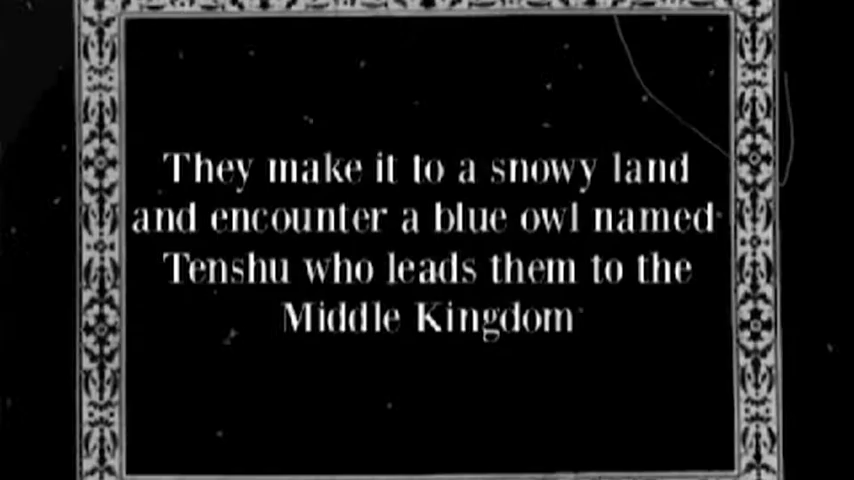 They make it to a snowy land
and encounter a blue owl named
Tenshu who leads them to the
Middle Kingdom